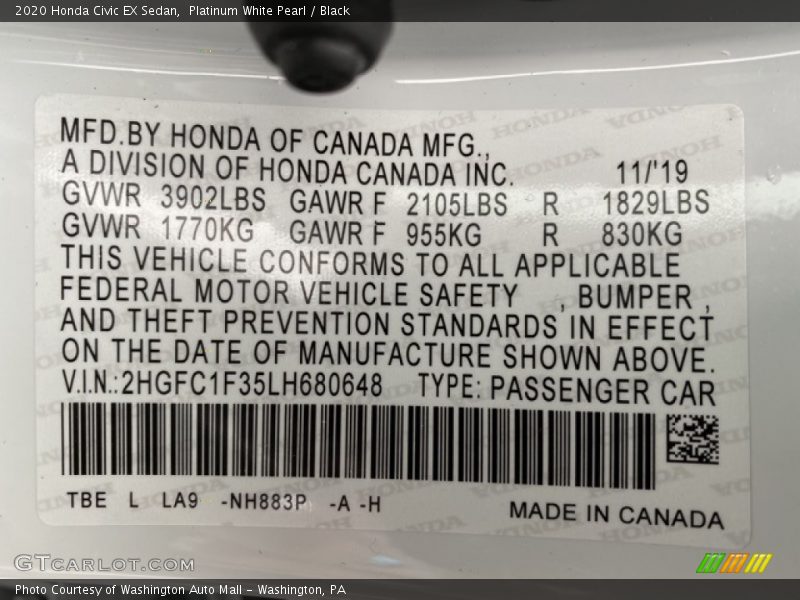 2020 Honda Civic EX Sedan,  Platinum White Pearl / Black
MFD.BY HONDA OF CANADA MFG.,
A DIVISION OF HONDA CANADA INC. 11/'19
GVWR 3902LBS GAWR F 2105LBS R 1829LBS
GVWR 1770KG GAWR F 955KG R 830KG
THIS VEHICLE CONFORMS TO ALL APPLICABLE
FEDERAL MOTOR VEHICLE SAFETY , BUMPER ,
AND THEFT PREVENTION STANDARDS IN EFFECT
ON THE DATE OF MANUFACTURE SHOWN ABOVE.
V.I.N.:2HGFC1F35LH680648 TYPE: PASSENGER CAR
TBE L LA9 -NH883P -A -H
MADE IN CANADA
GTCARLOT.COM
Photo Courtesy of Washington Auto Mall – Washington, PA